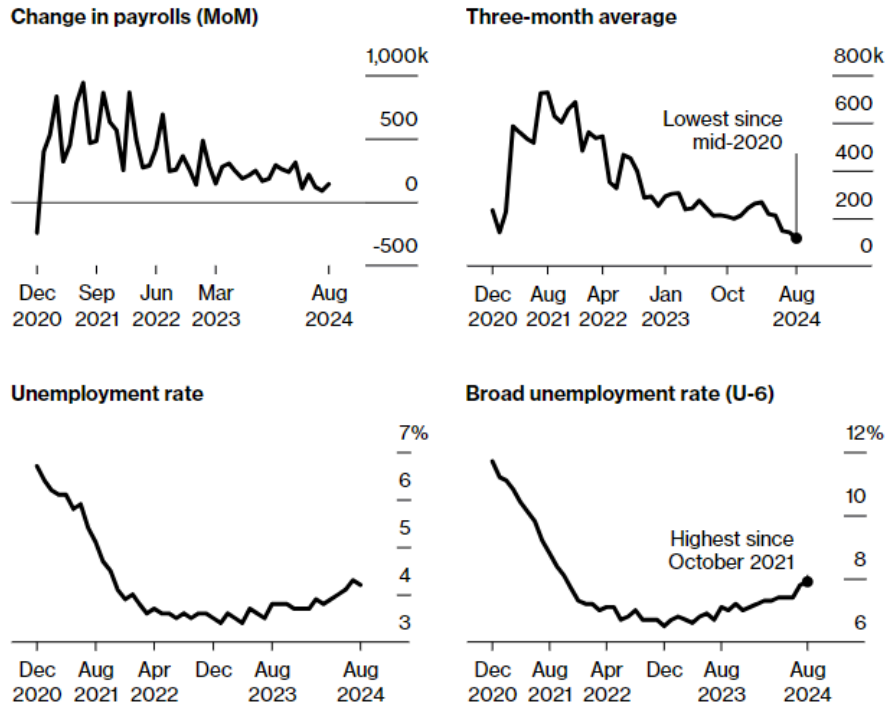 Change in payrolls (MoM)
1,000k
500
0
-500
Dec Sep Jun Mar Aug
2020 2021 2022 2023 2024
Three-month average
800k
Lowest since
mid-2020
600
400
200
0
Dec Aug Apr Jan Oct Aug
2020 2021 2022 2023 2024
Unemployment rate
7%
6
5
4
3
Dec Aug Apr Dec Aug Aug
2020 2021 2022 2023 2024
Broad unemployment rate (U-6)
12%
10
Highest since
October 2021
8
6
Dec Aug Apr Dec Aug Aug
2020 2021 2022 2023 2024